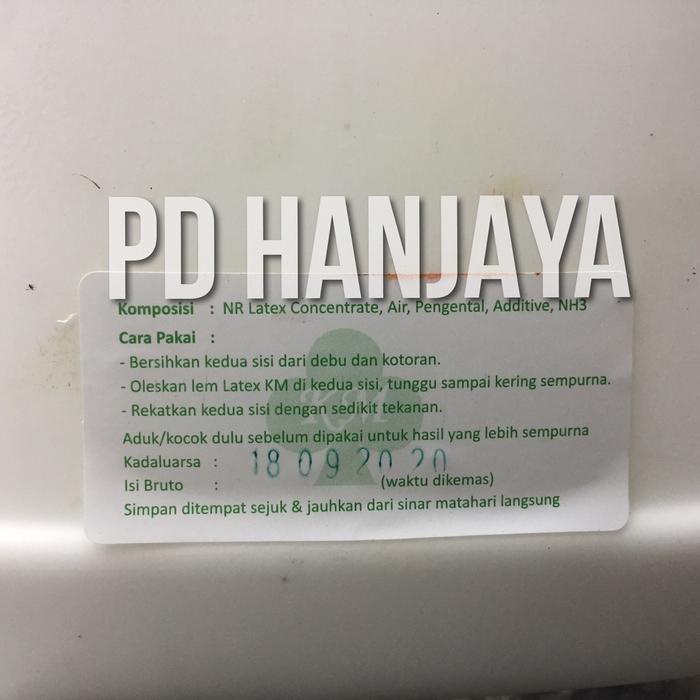 PD HANJAYA
Komposisi : NR Latex Concentrate, Air, Pengental, Additive, NH3
Cara Pakai :
- Bersihkan kedua sisi dari debu dan kotoran.
- Oleskan lem Latex KM di kedua sisi, tunggu sampai kering sempurna.
- Rekatkan kedua sisi dengan sedikit tekanan.
KM
Aduk/kocok dulu sebelum dipakai untuk hasil yang lebih sempurna
Kadaluarsa : 18 09 20 20
Isi Bruto : (waktu dikemas)
Simpan ditempat sejuk & jauhkan dari sinar matahari langsung